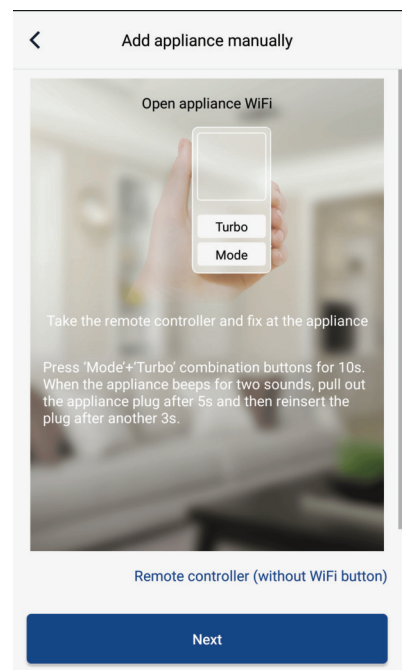 Add appliance manually
Open appliance WiFi
Turbo
Mode
Take the remote controller and fix at the appliance
Press 'Mode'+'Turbo' combination buttons for 10s.
When the appliance beeps for two sounds, pull out
the appliance plug after 5s and then reinsert the
plug after another 3s.
Remote controller (without WiFi button)
Next